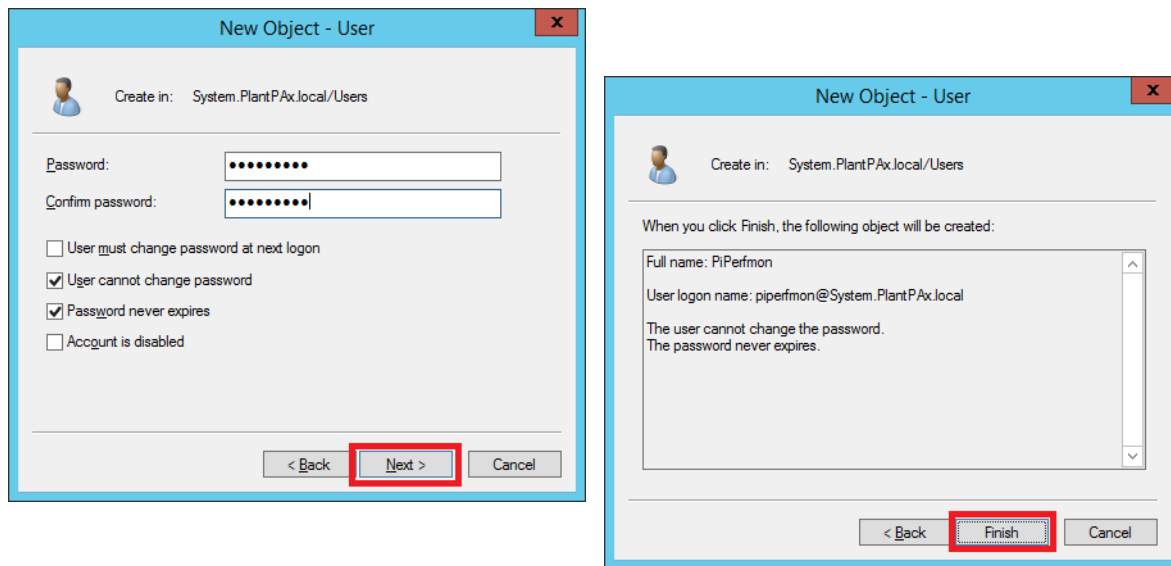 New Object - User
x
Create in: System.PlantPAx.local/Users
Password:
●●●●●●●●●
Confirm password:
●●●●●●●●●
User must change password at next logon
User cannot change password
Password never expires
Account is disabled
< Back
Next >
Cancel
New Object - User
x
Create in: System.PlantPAx.local/Users
When you click Finish, the following object will be created:
Full name: PiPerfmon
User logon name: piperfmon@System.PlantPAx.local
The user cannot change the password.
The password never expires.
< Back
Finish
Cancel